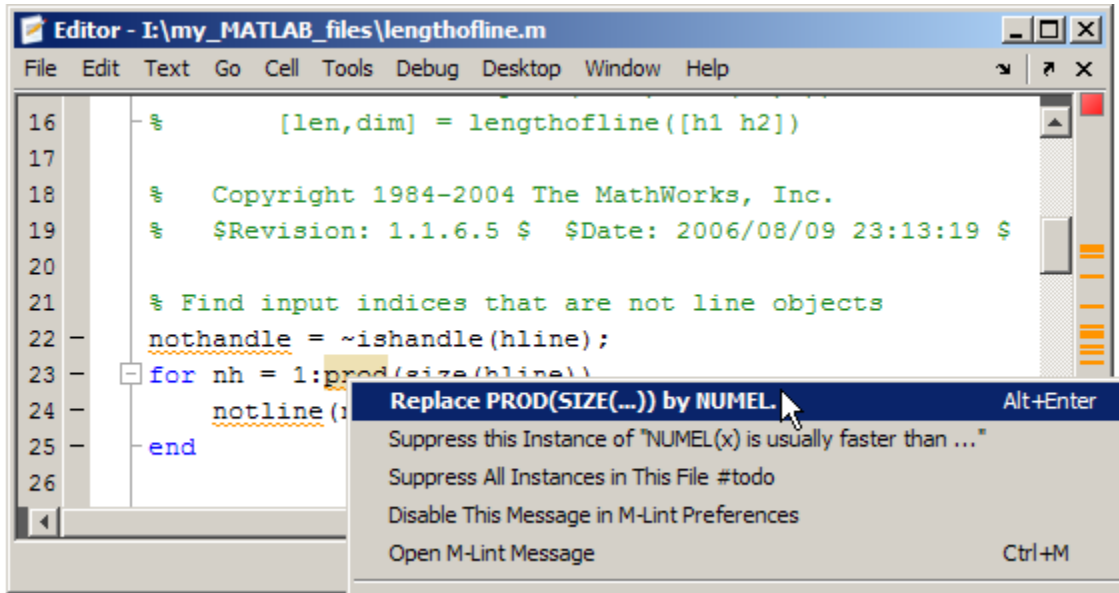 Editor - I:\my_MATLAB_files\lengthofline.m
File Edit Text Go Cell Tools Debug Desktop Window Help
16 % [len,dim] = lengthofline([h1 h2])
17
18 % Copyright 1984-2004 The MathWorks, Inc.
19 % $Revision: 1.1.6.5 $ $Date: 2006/08/09 23:13:19 $
20
21 % Find input indices that are not line objects
22 - nothandle = ~ishandle(hline);
23 - for nh = 1:prod(size(hline))
24 - notline(
25 - end
26
Replace PROD(SIZE(...)) by NUMEL. Alt+Enter
Suppress this Instance of "NUMEL(x) is usually faster than ..."
Suppress All Instances in This File #todo
Disable This Message in M-Lint Preferences
Open M-Lint Message Ctrl+M